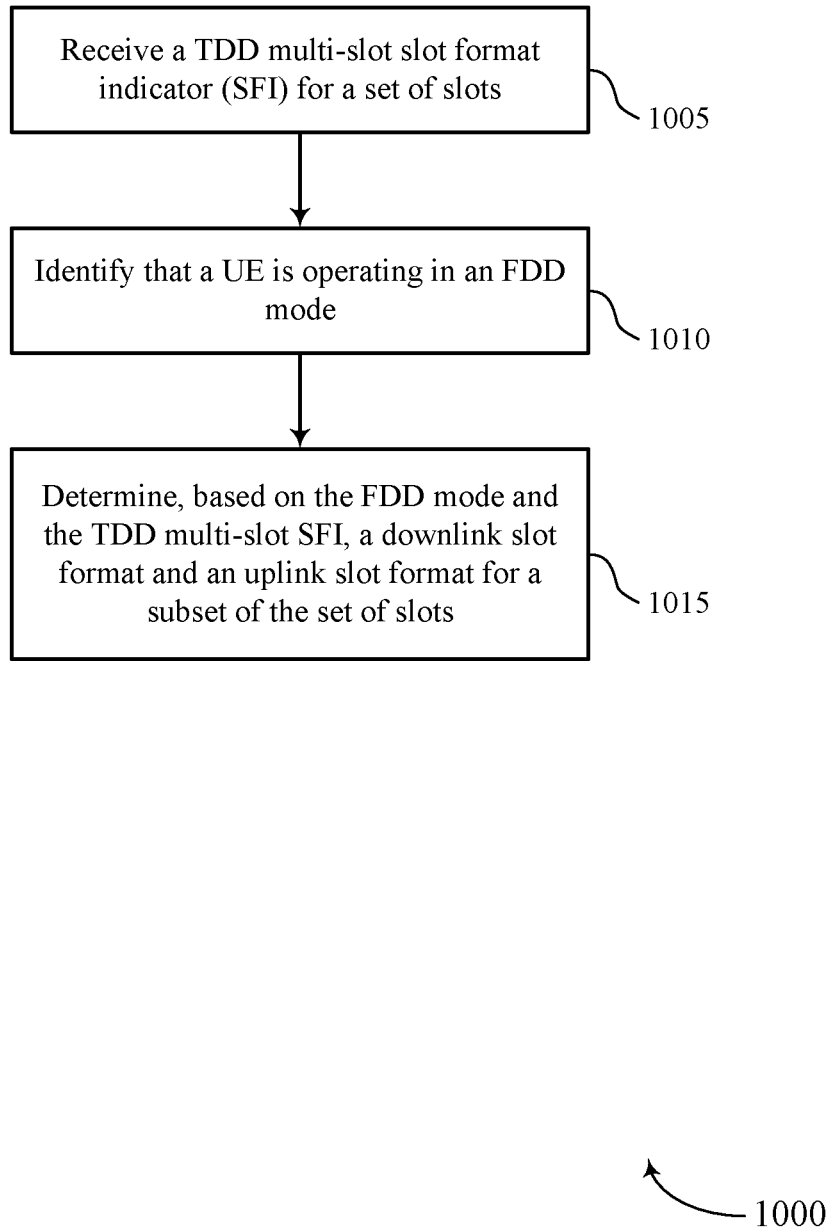 Receive a TDD multi-slot slot format
indicator (SFI) for a set of slots
1005
Identify that a UE is operating in an FDD
mode
1010
Determine, based on the FDD mode and
the TDD multi-slot SFI, a downlink slot
format and an uplink slot format for a
subset of the set of slots
1015
1000